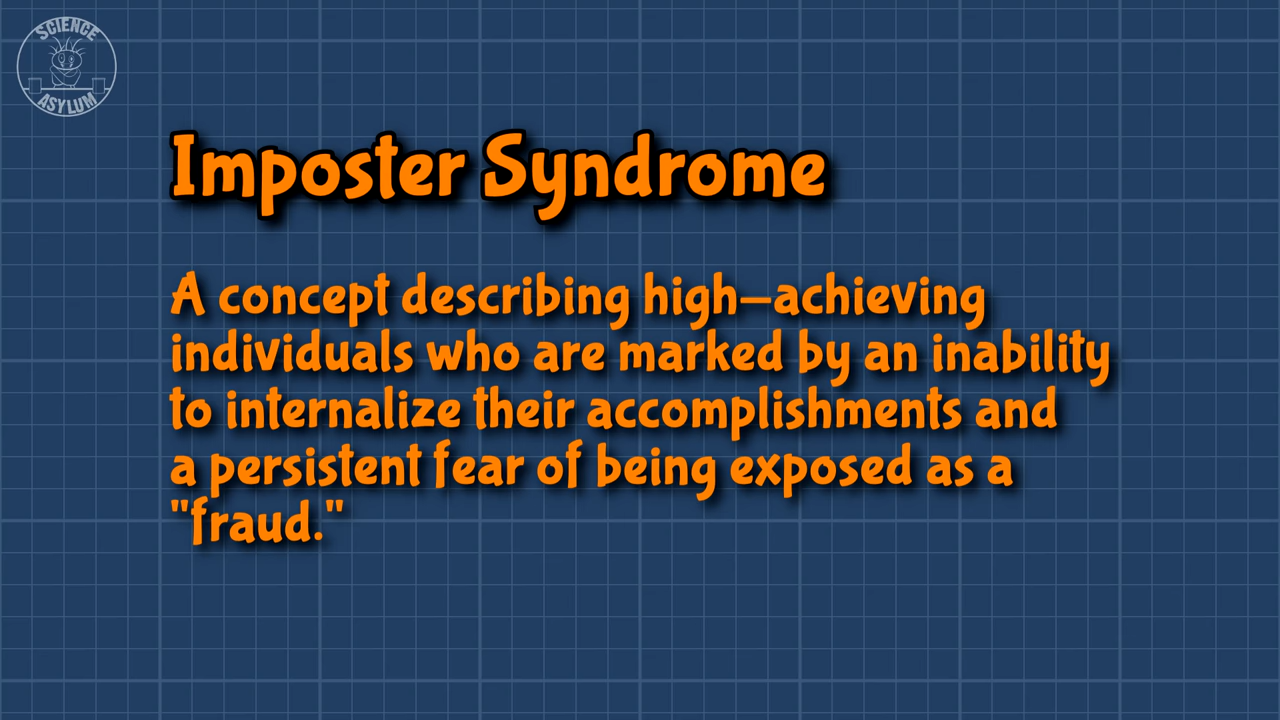 SCIENCE
ASYLUM
Imposter Syndrome
A concept describing high-achieving
individuals who are marked by an inability
to internalize their accomplishments and
a persistent fear of being exposed as a
"fraud."